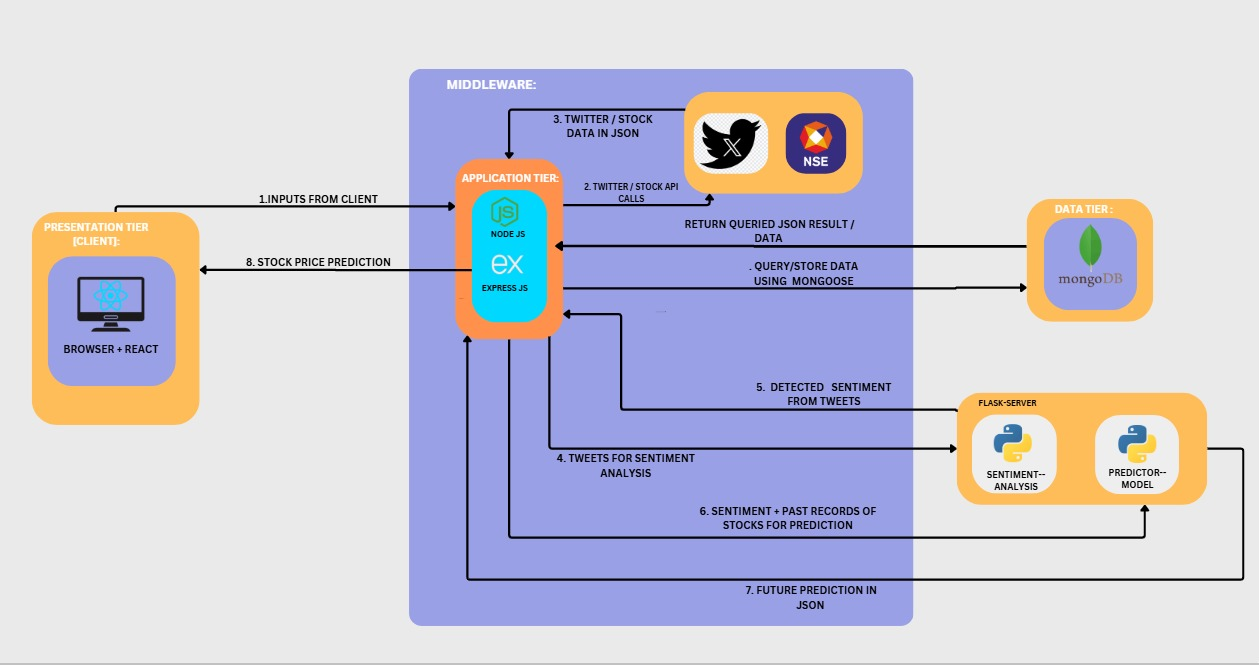 MIDDLEWARE:
3. TWITTER / STOCK
DATA IN JSON
X
NSE
APPLICATION TIER:
2. TWITTER / STOCK API
CALLS
1.INPUTS FROM CLIENT
JS
NODE JS
PRESENTATION TIER
[CLIENT]:
RETURN QUERIED JSON RESULT /
DATA
DATA TIER :
8. STOCK PRICE PREDICTION
ex
EXPRESS JS
. QUERY/STORE DATA
USING MONGOOSE
mongoDB
BROWSER + REACT
5. DETECTED SENTIMENT
FROM TWEETS
FLASK-SERVER
4. TWEETS FOR SENTIMENT
ANALYSIS
SENTIMENT--
ANALYSIS
PREDICTOR--
MODEL
6. SENTIMENT + PAST RECORDS OF
STOCKS FOR PREDICTION
7. FUTURE PREDICTION IN
JSON